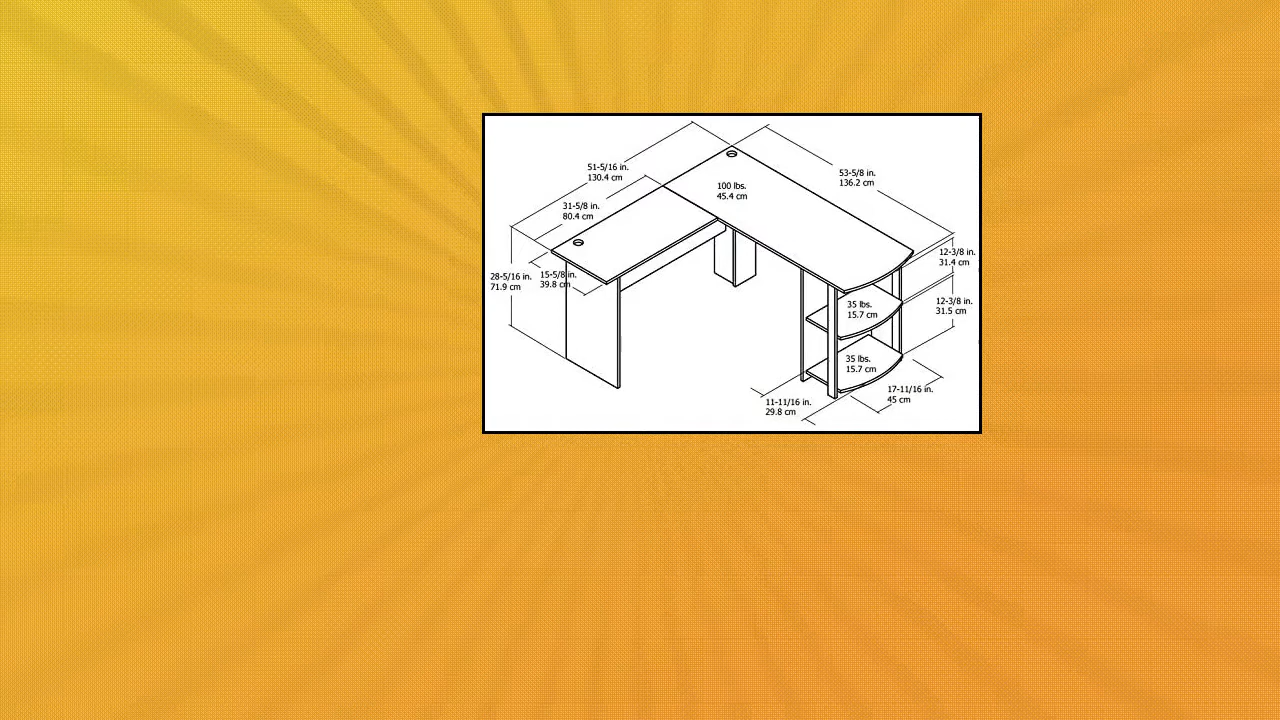 51-5/16 in.
130.4 cm
53-5/8 in.
136.2 cm
100 lbs.
45.4 cm
31-5/8 in.
80.4 cm
28-5/16 in.
71.9 cm
15-5/8 in.
39.8 cm
12-3/8 in.
31.4 cm
12-3/8 in.
31.5 cm
35 lbs.
15.7 cm
35 lbs.
15.7 cm
11-11/16 in.
29.8 cm
17-11/16 in.
45 cm